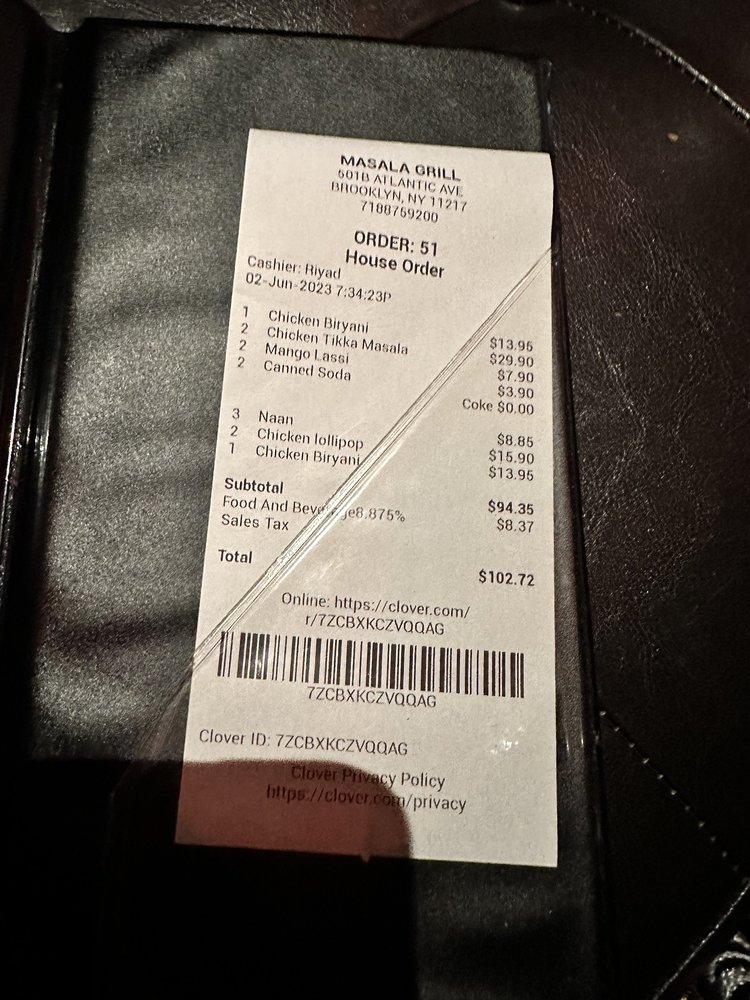 MASALA GRILL
501B ATLANTIC AVE
BROOKLYN, NY 11217
7188759200
ORDER: 51
House Order
Cashier: Riyad
02-Jun-2023 7:34:23P
1 Chicken Biryani $13.95
2 Chicken Tikka Masala $29.90
2 Mango Lassi $7.90
2 Canned Soda $3.90
Coke $0.00
3 Naan $8.85
2 Chicken lollipop $15.90
1 Chicken Biryani $13.95
Subtotal $94.35
Food And Beverage8.875% $8.37
Sales Tax
Total $102.72
Online: https://clover.com/
r/7ZCBXKCZVQQAG
7ZCBXKCZVQQAG
Clover ID: 7ZCBXKCZVQQAG
Clover Privacy Policy
https://clover.com/privacy